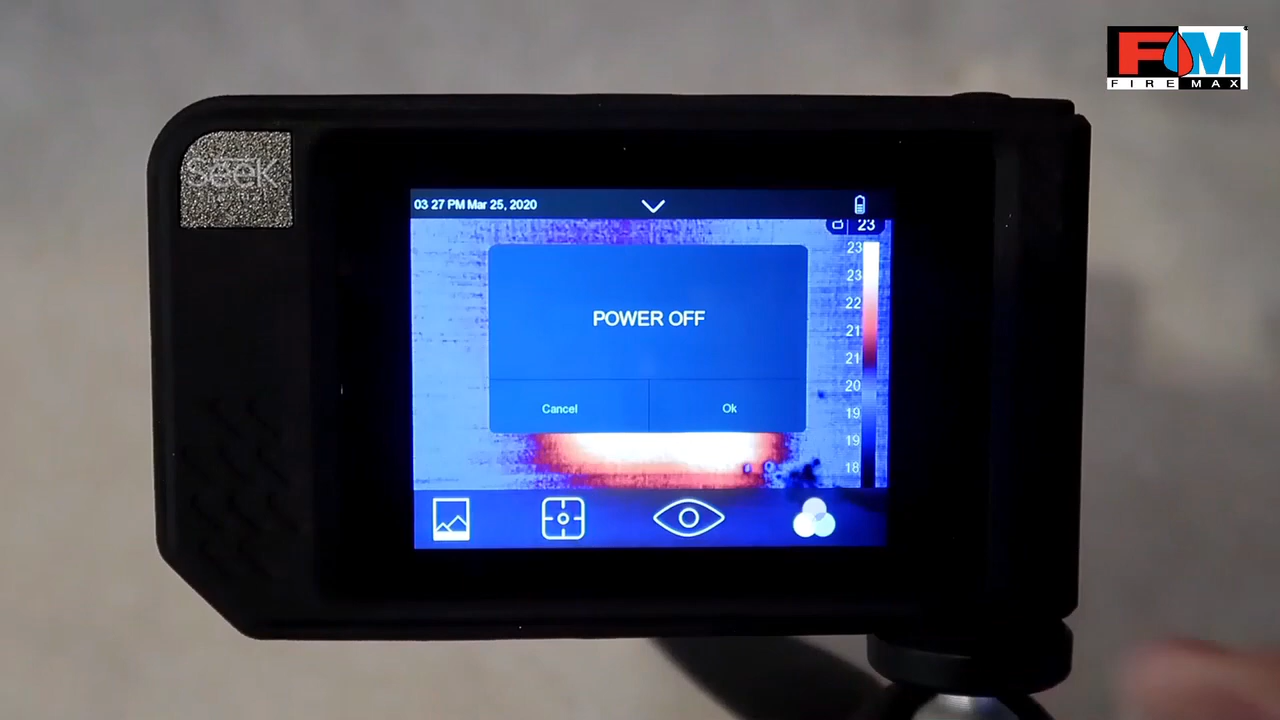 FM
FIRE MAX
Seek
03 27 PM Mar 25, 2020
23
23
23
22
21
21
20
19
19
18
POWER OFF
Cancel
Ok